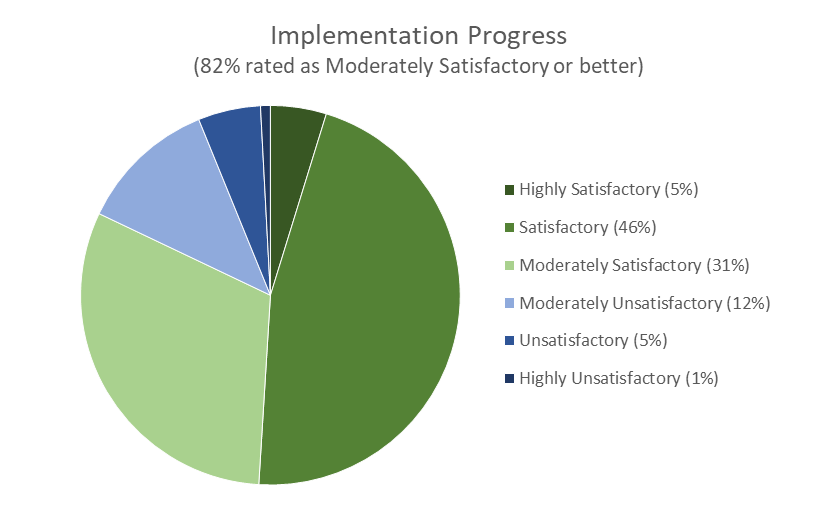 Implementation Progress
(82% rated as Moderately Satisfactory or better)
Highly Satisfactory (5%)
Satisfactory (46%)
Moderately Satisfactory (31%)
Moderately Unsatisfactory (12%)
Unsatisfactory (5%)
Highly Unsatisfactory (1%)